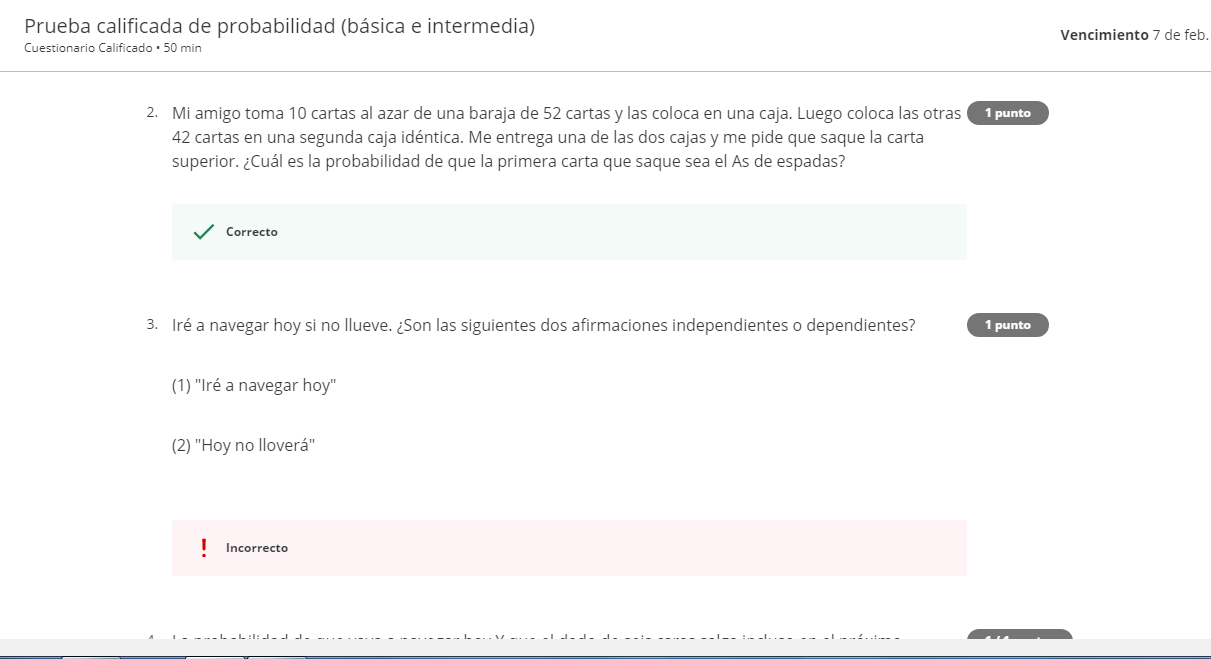 Prueba calificada de probabilidad (básica e intermedia)
Cuestionario Calificado • 50 min
Vencimiento 7 de feb.
2. Mi amigo toma 10 cartas al azar de una baraja de 52 cartas y las coloca en una caja. Luego coloca las otras
1 punto
42 cartas en una segunda caja idéntica. Me entrega una de las dos cajas y me pide que saque la carta
superior. ¿Cuál es la probabilidad de que la primera carta que saque sea el As de espadas?
Correcto
3. Iré a navegar hoy si no llueve. ¿Son las siguientes dos afirmaciones independientes o dependientes?
1 punto
(1) "Iré a navegar hoy"
(2) "Hoy no lloverá"
Incorrecto